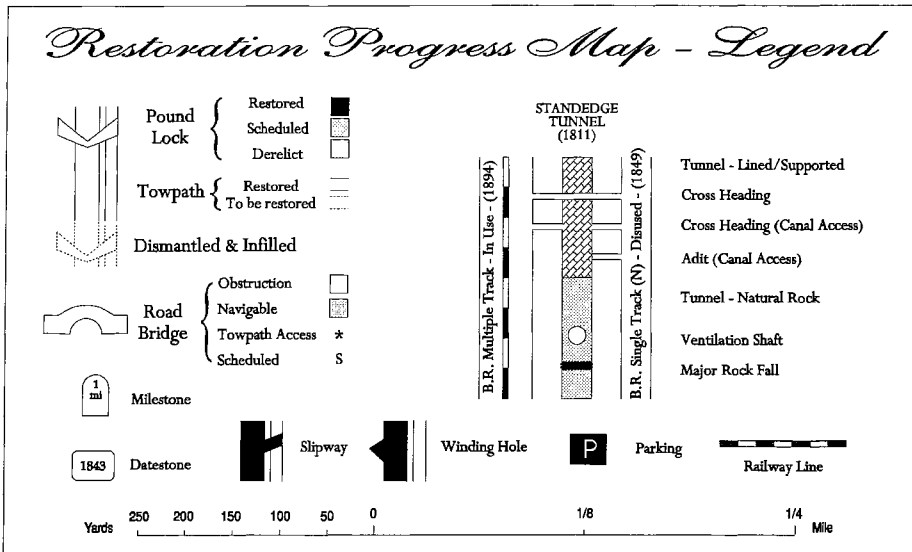 Restoration Progress Map - Legend
Pound
Lock
Restored
Scheduled
Derelict
Towpath
Restored
To be restored
Dismantled & Infilled
Road
Bridge
Obstruction
Navigable
Towpath Access *
Scheduled S
1
mi
Milestone
1843
Datestone
Slipway
Winding Hole
P
Parking
Railway Line
STANDEDGE
TUNNEL
(1811)
B.R. Multiple Track - In Use - (1894)
B.R. Single Track (N) - Disused - (1849)
Tunnel - Lined/Supported
Cross Heading
Cross Heading (Canal Access)
Adit (Canal Access)
Tunnel - Natural Rock
Ventilation Shaft
Major Rock Fall
Yards 250 200 150 100 50 0 1/8 1/4 Mile